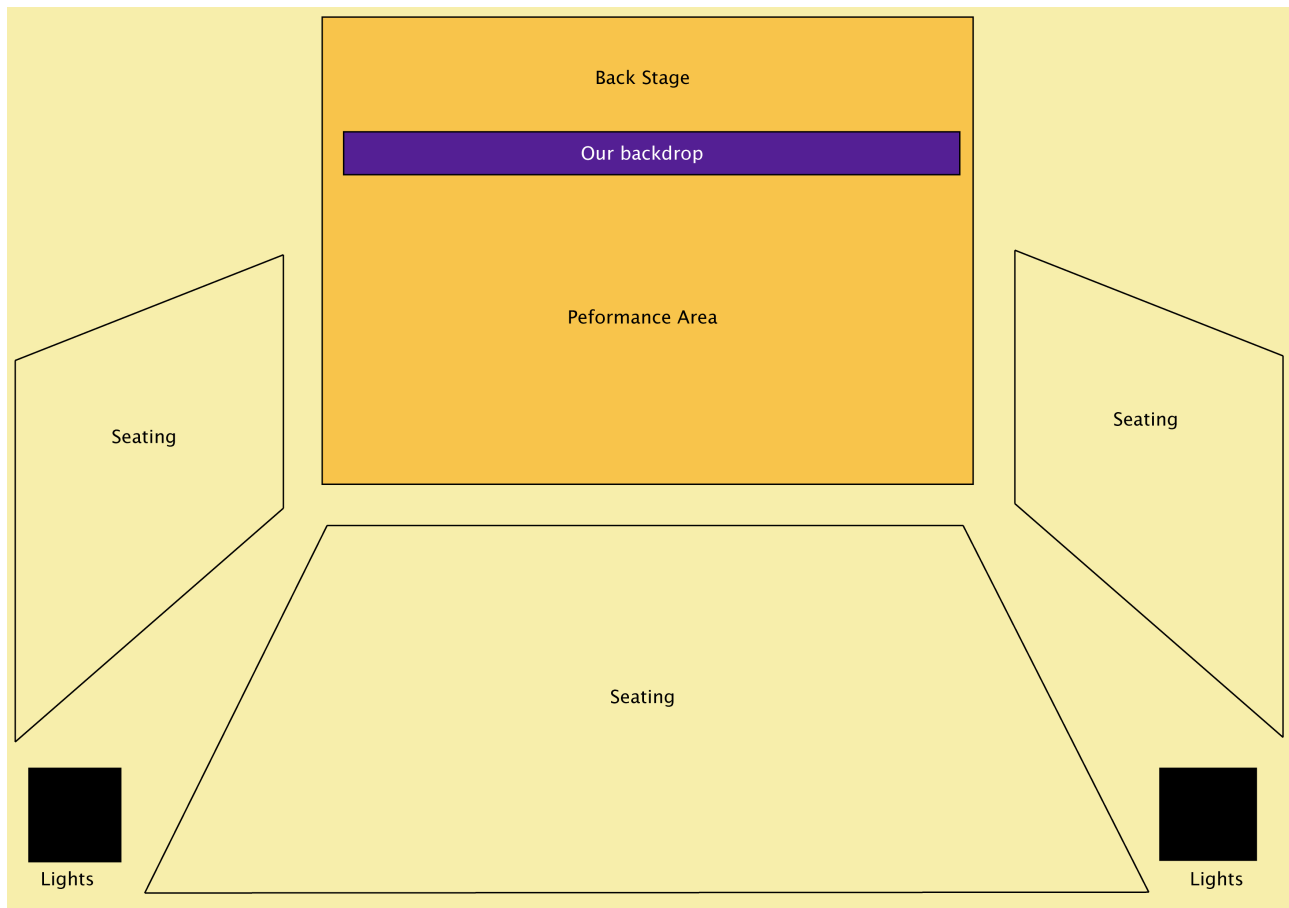 Back Stage
Our backdrop
Peformance Area
Seating
Seating
Seating
Lights
Lights